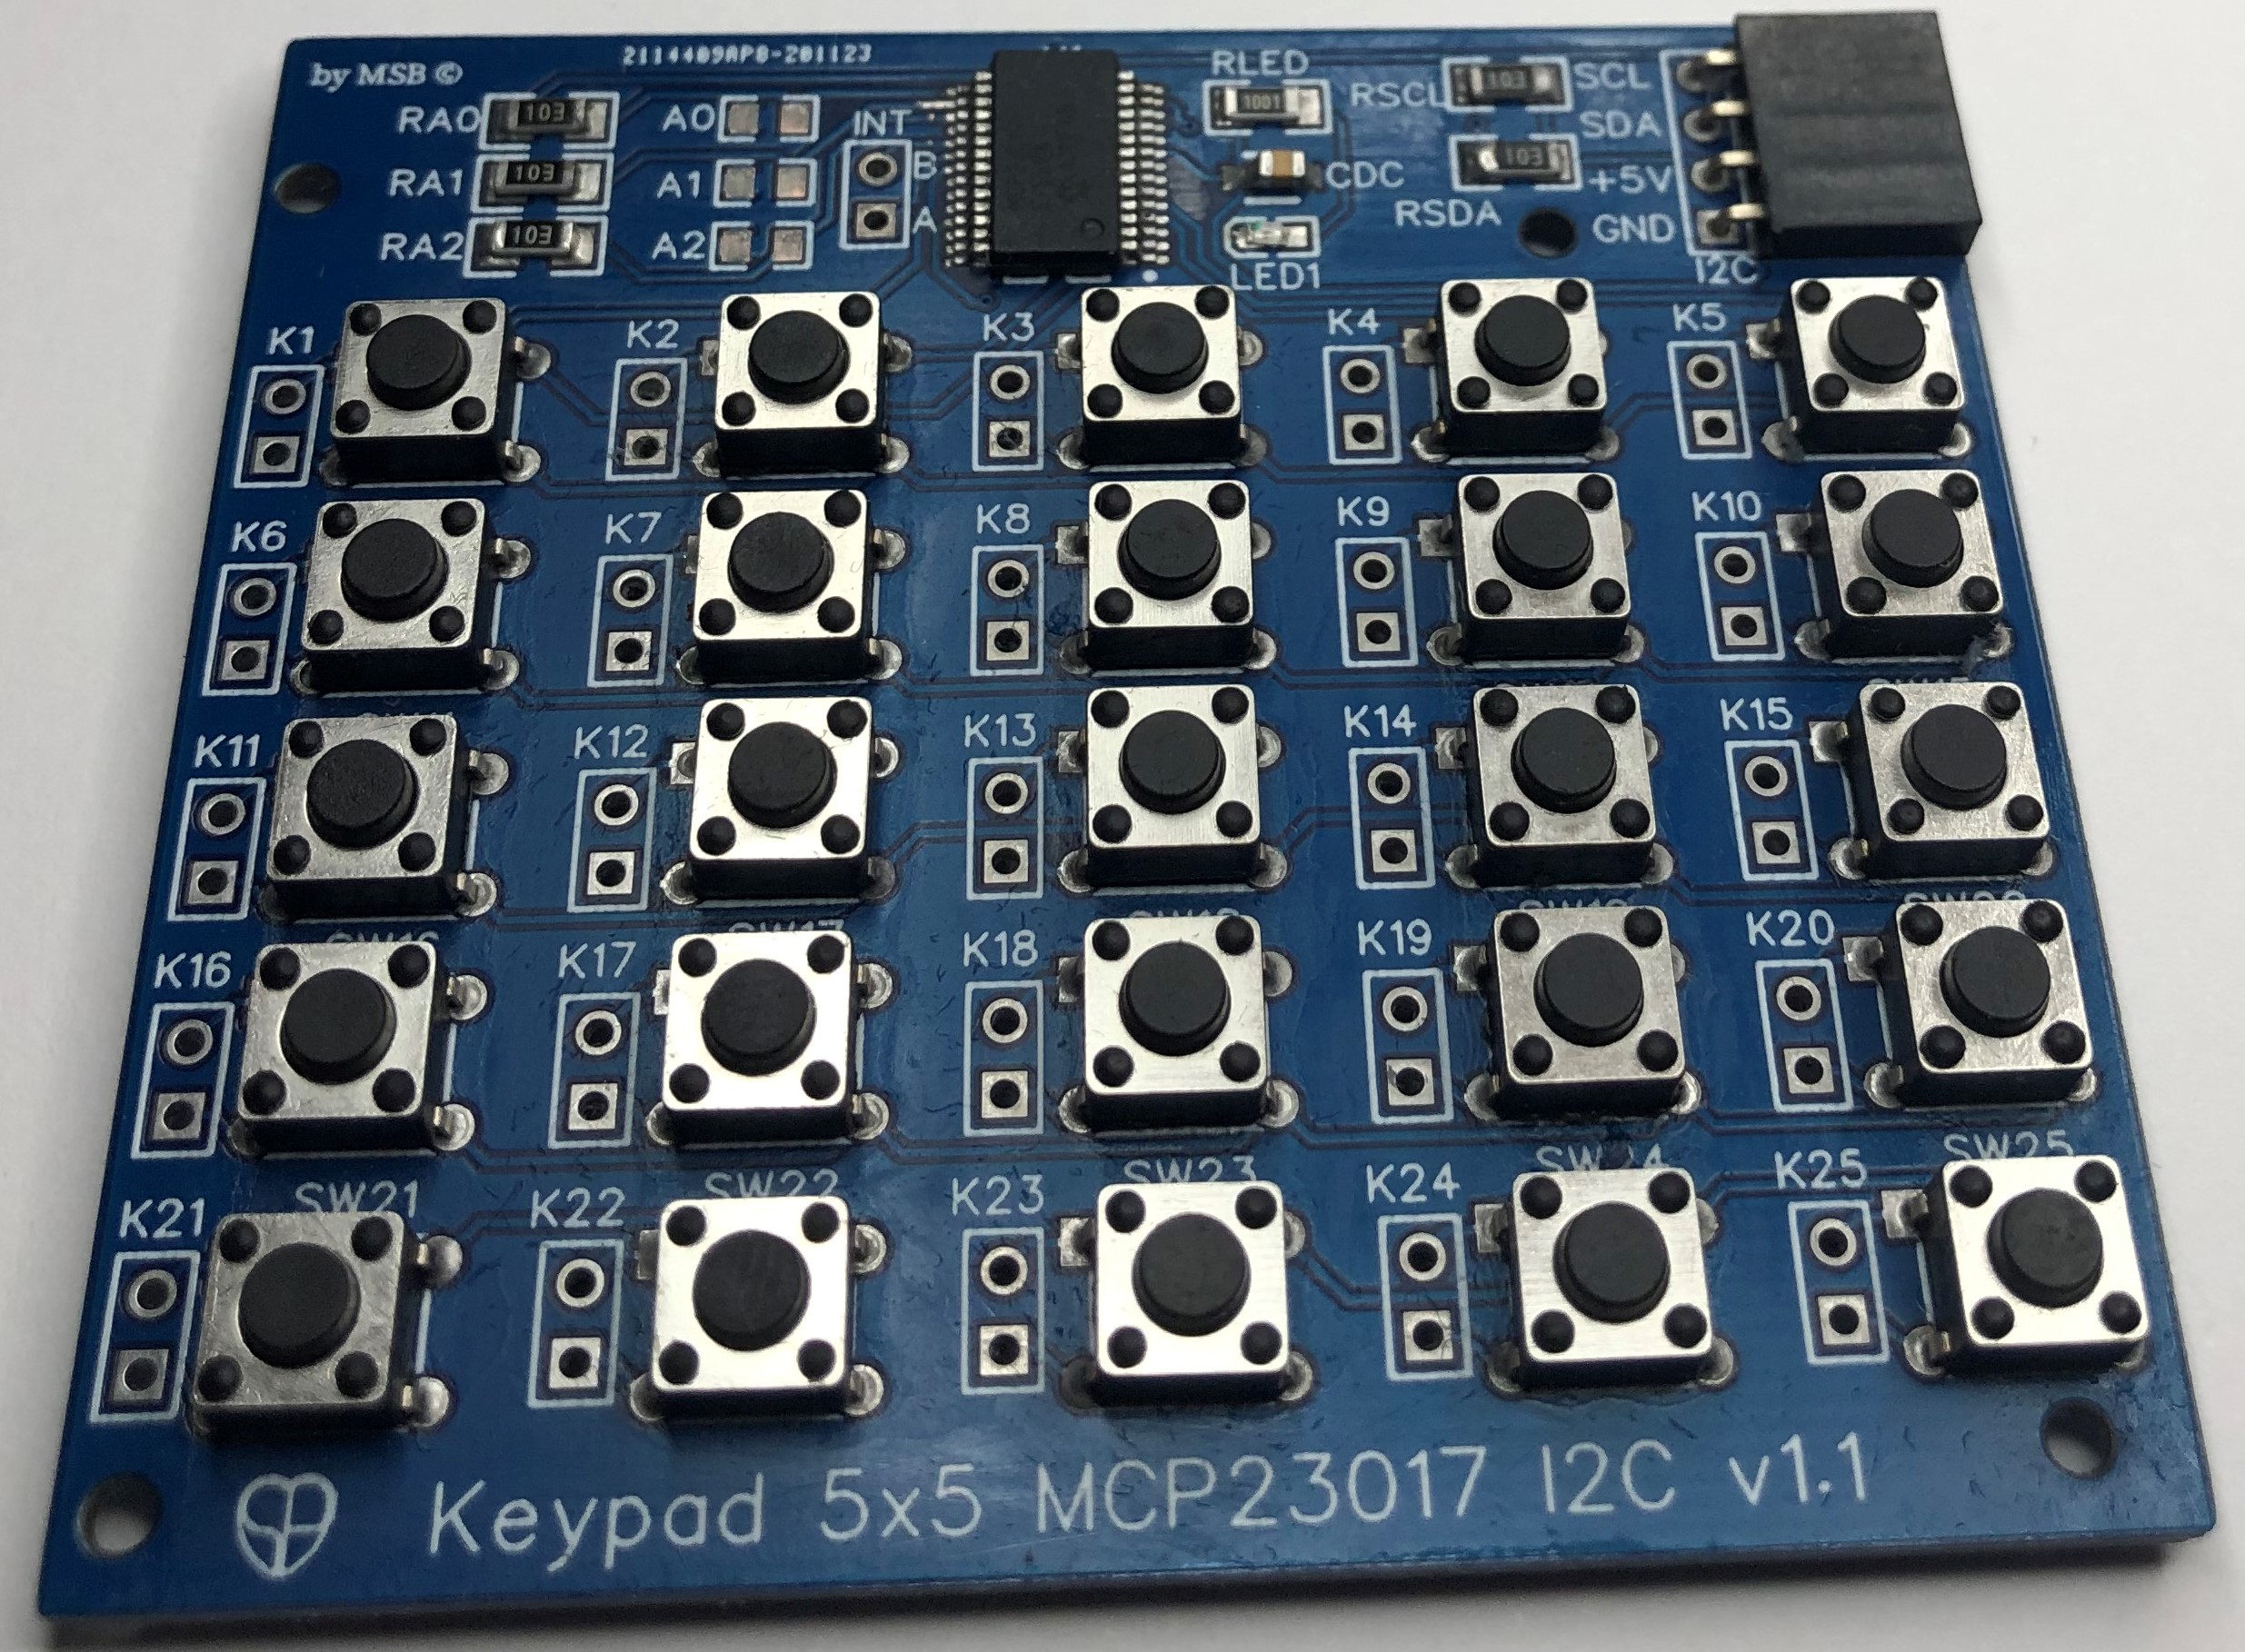 by MSB ©
2114409AP8-201123
RLED
RA0 103
A0
INT
1001
RSCL 103 SCL
SDA
B
RA1 103
A1
CDC
103 +5V
A
RSDA
GND
RA2 103
A2
LED1
I2C
K1 K2 K3 K4 K5
K6 K7 K8 K9 K10
K11 K12 K13 K14 K15
K16 K17 K18 K19 K20
SW21 SW22 SW23 SW24 SW25
K21 K22 K23 K24 K25
Keypad 5x5 MCP23017 I2C v1.1